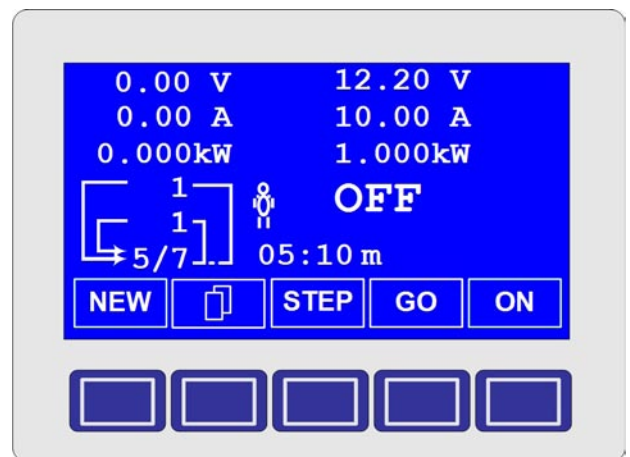 0.00 V 12.20 V
0.00 A 10.00 A
0.000kW 1.000kW
1 OFF
1
5/7 05:10 m
NEW STEP GO ON